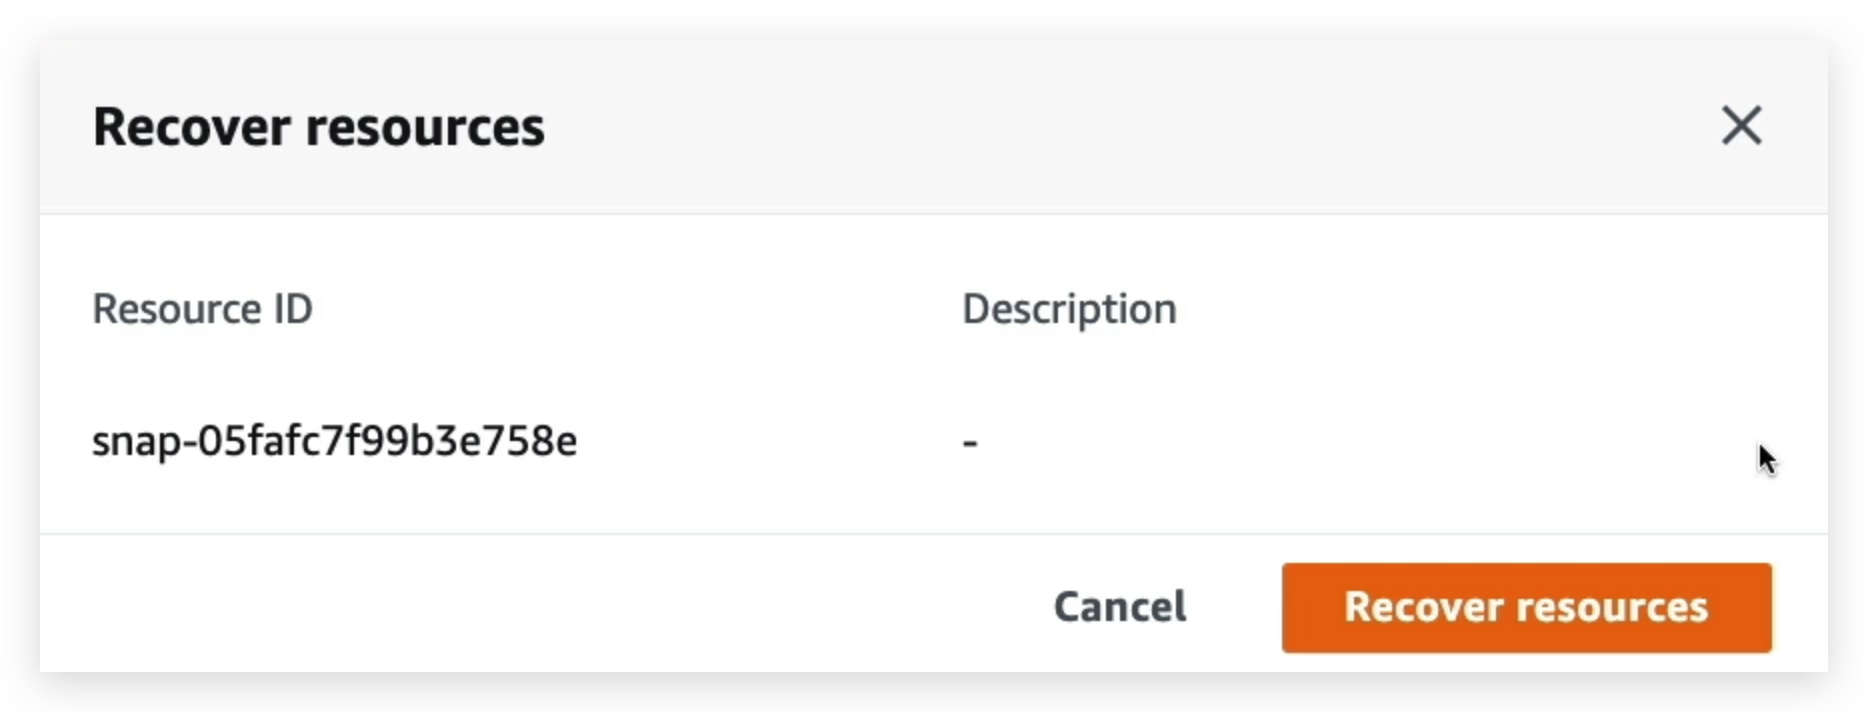 Recover resources
Resource ID Description
snap-05fafc7f99b3e758e -
Cancel Recover resources